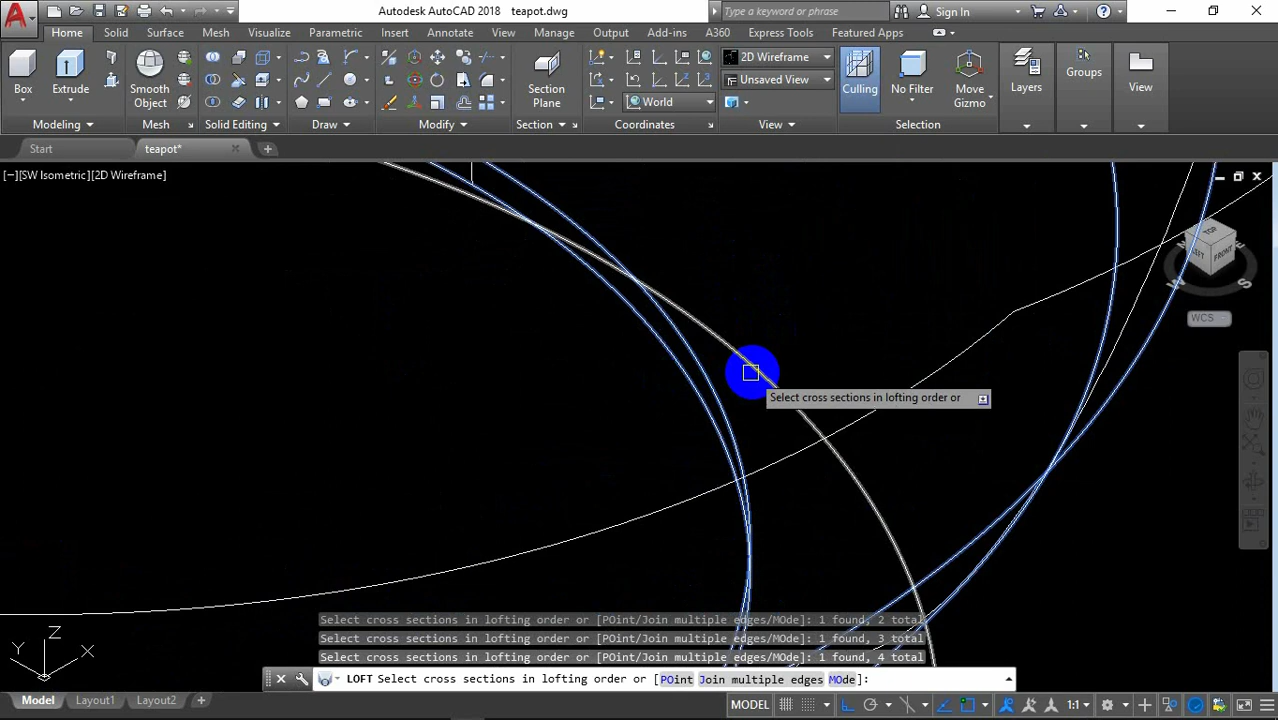 Autodesk AutoCAD 2018 teapot.dwg
Type a keyword or phrase
Sign In
Home Solid Surface Mesh Visualize Parametric Insert Annotate View Manage Output Add-ins A360 Express Tools Featured Apps
Box
Extrude
Smooth
Object
Section
Plane
World
2D Wireframe
Unsaved View
Culling
No Filter
Move
Gizmo
Layers
Groups
View
Modeling
Mesh
Solid Editing
Draw
Modify
Section
Coordinates
View
Selection
Start
teapot*
[−][SW Isometric][2D Wireframe]
TOP
LEFT
FRONT
W
S
WCS
Select cross sections in lofting order or
Select cross sections in lofting order or [POint/Join multiple edges/MOde]: 1 found, 2 total
Select cross sections in lofting order or [POint/Join multiple edges/MOde]: 1 found, 3 total
Select cross sections in lofting order or [POint/Join multiple edges/MOde]: 1 found, 4 total
LOFT Select cross sections in lofting order or [POint Join multiple edges MOde]:
Z
Y
X
Model
Layout1
Layout2
MODEL
1:1